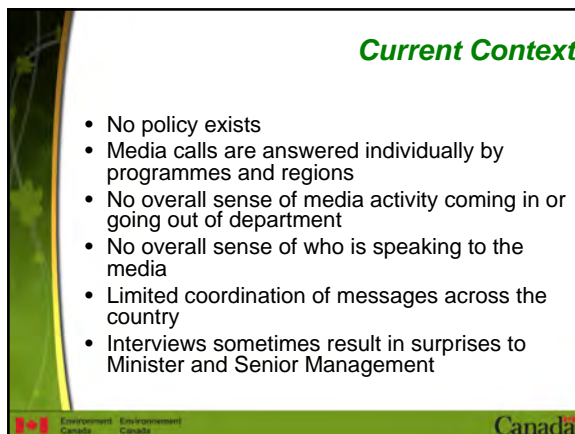 Current Context
• No policy exists
• Media calls are answered individually by
programmes and regions
• No overall sense of media activity coming in or
going out of department
• No overall sense of who is speaking to the
media
• Limited coordination of messages across the
country
• Interviews sometimes result in surprises to
Minister and Senior Management
Environment Environnement
Canada Canada
Canada